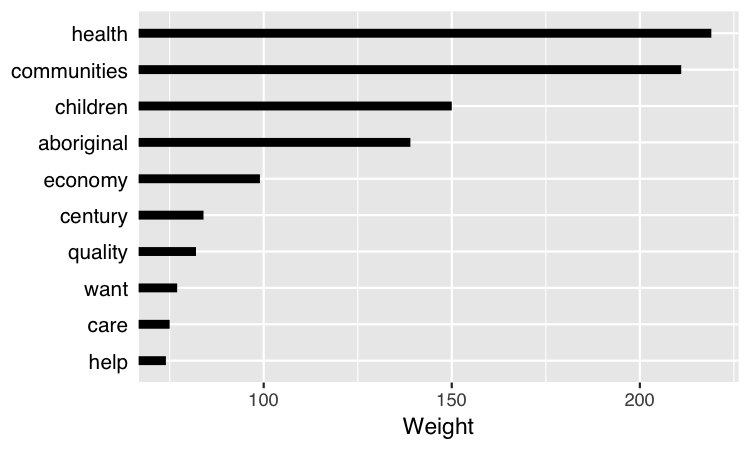 health
communities
children
aboriginal
economy
century
quality
want
care
help
100 150 200
Weight